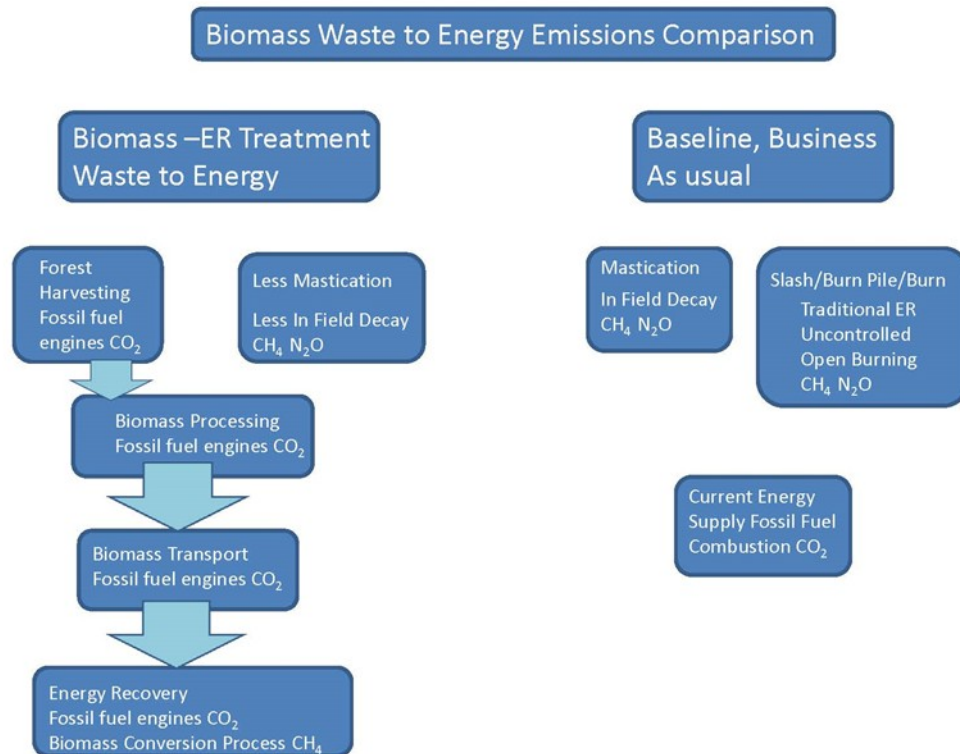 Biomass Waste to Energy Emissions Comparison
Biomass –ER Treatment
Waste to Energy
Baseline, Business
As usual
Forest
Harvesting
Fossil fuel
engines CO₂
Less Mastication
Less In Field Decay
CH₄ N₂O
Mastication
In Field Decay
CH₄ N₂O
Slash/Burn Pile/Burn
Traditional ER
Uncontrolled
Open Burning
CH₄ N₂O
Biomass Processing
Fossil fuel engines CO₂
Current Energy
Supply Fossil Fuel
Combustion CO₂
Biomass Transport
Fossil fuel engines CO₂
Energy Recovery
Fossil fuel engines CO₂
Biomass Conversion Process CH₄